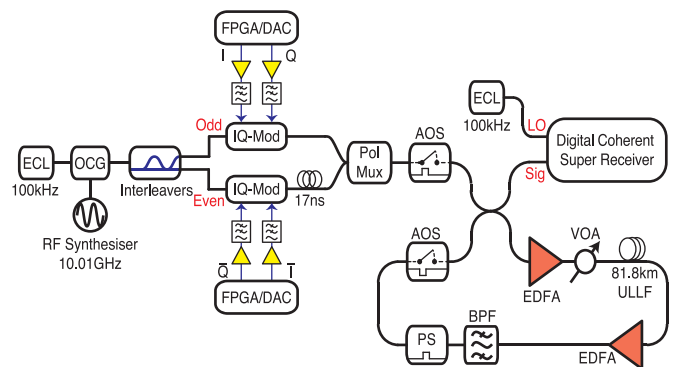 FPGA/DAC
I
Q
Odd
IQ-Mod
ECL
100kHz
OCG
Interleavers
RF Synthesiser
10.01GHz
Even
IQ-Mod
17ns
Q̅
I̅
FPGA/DAC
Pol
Mux
AOS
ECL
100kHz
LO
Sig
Digital Coherent
Super Receiver
AOS
EDFA
VOA
81.8km
ULLF
PS
BPF
EDFA